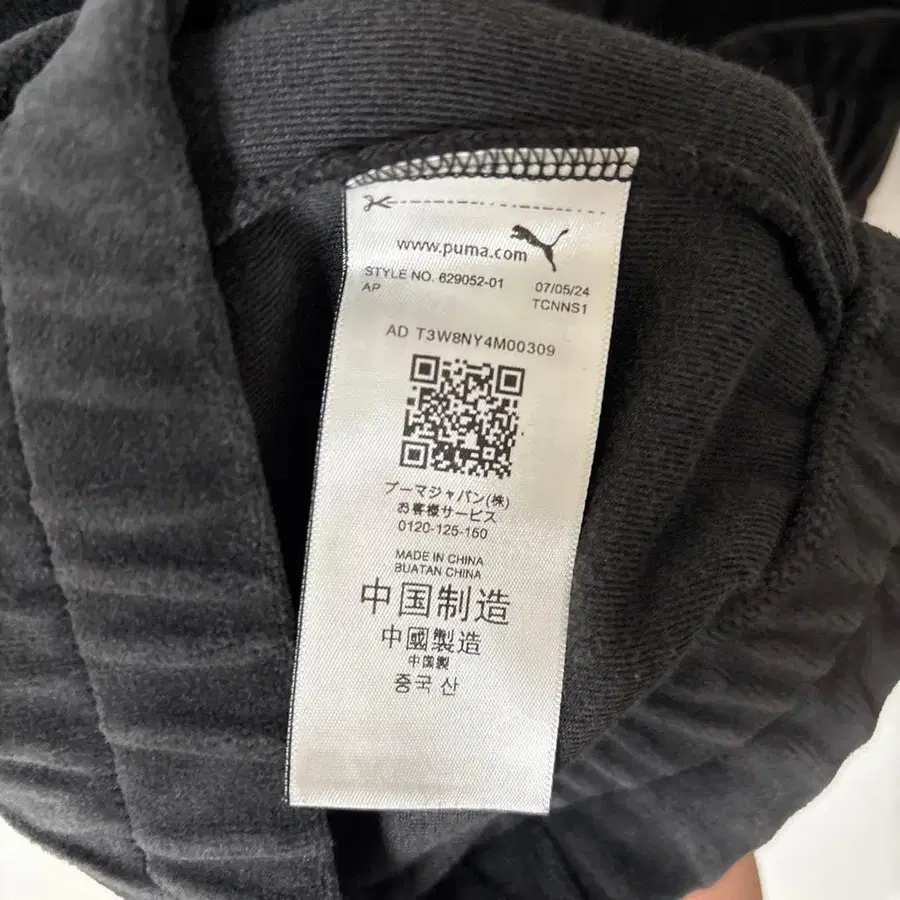 www.puma.com
STYLE NO. 629052-01 07/05/24
AP TCNNS1
AD T3W8NY4M00309
プーマジャパン(株)
お客様サービス
0120-125-150
MADE IN CHINA
BUATAN CHINA
中国制造
中國製造
中国製
중국 산